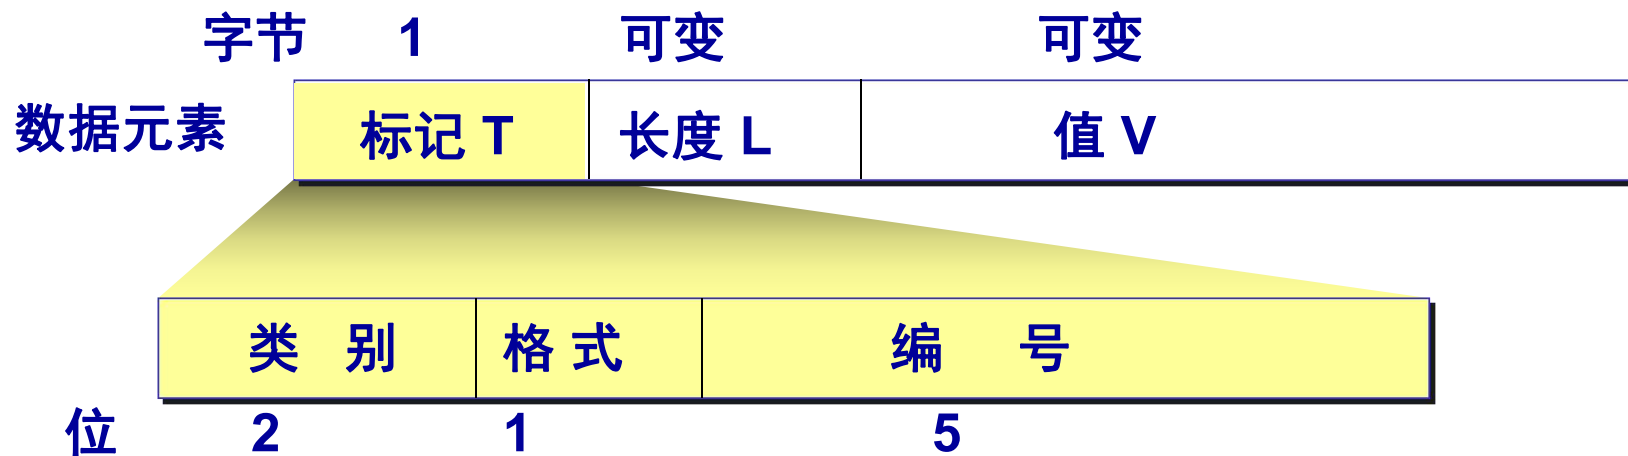 字节 1 可变 可变
数据元素 标记 T 长度 L 值 V
类 别 格 式 编 号
位 2 1 5